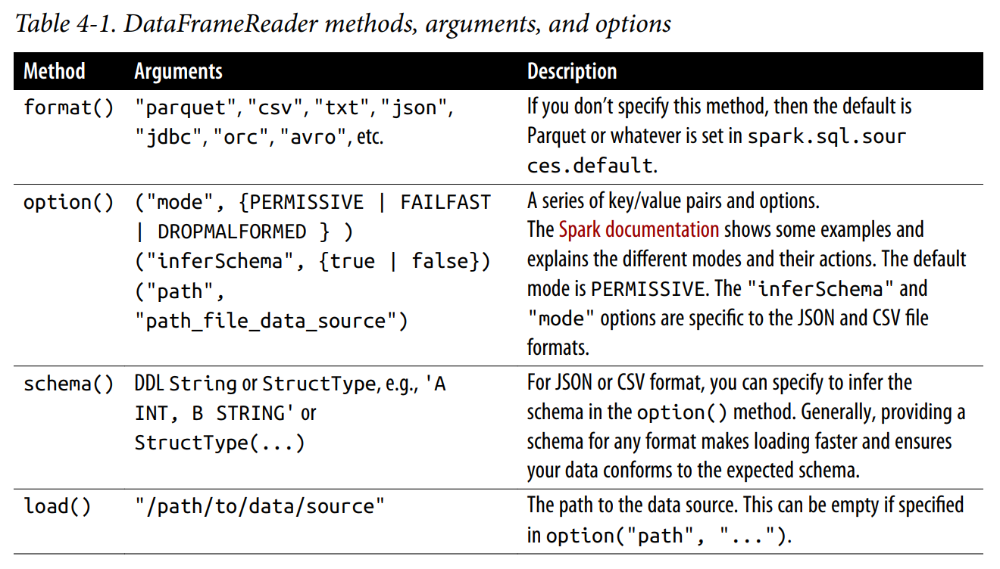 Table 4-1. DataFrameReader methods, arguments, and options
Method Arguments Description
format() "parquet", "csv", "txt", "json", If you don’t specify this method, then the default is
"jdbc", "orc", "avro", etc. Parquet or whatever is set in spark.sql.sour
ces.default.
option() ("mode", {PERMISSIVE | FAILFAST A series of key/value pairs and options.
| DROPMALFORMED } ) The Spark documentation shows some examples and
("inferSchema", {true | false}) explains the different modes and their actions. The default
("path", mode is PERMISSIVE. The "inferSchema" and
"path_file_data_source") "mode" options are specific to the JSON and CSV file
formats.
schema() DDL String or StructType, e.g., 'A For JSON or CSV format, you can specify to infer the
INT, B STRING' or schema in the option() method. Generally, providing a
StructType(...) schema for any format makes loading faster and ensures
your data conforms to the expected schema.
load() "/path/to/data/source" The path to the data source. This can be empty if specified
in option("path", "...").